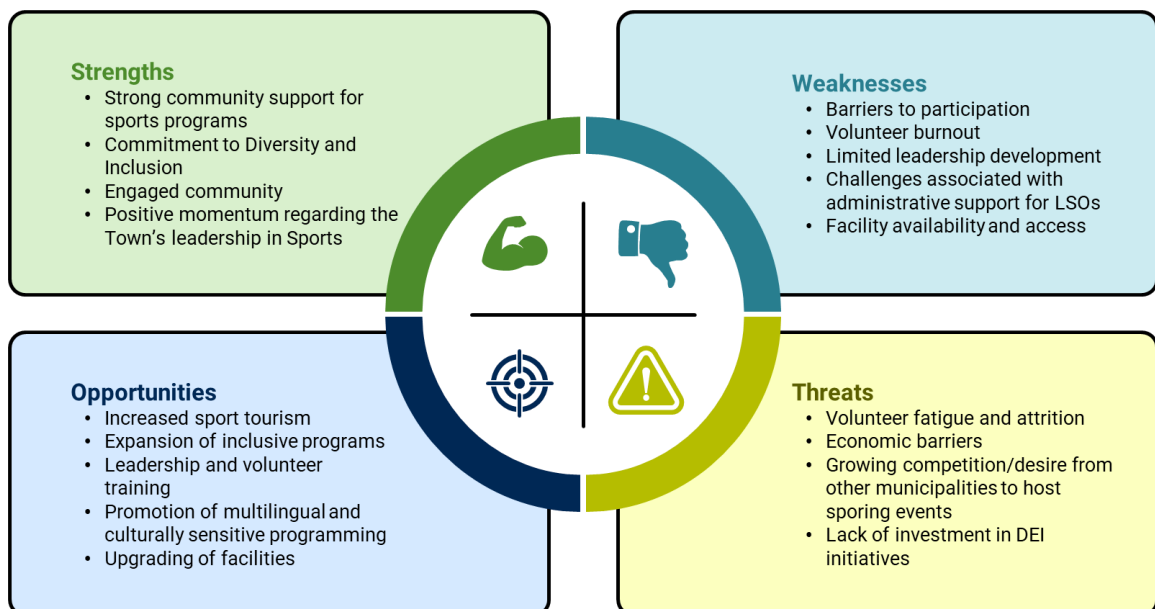 Strengths
• Strong community support for
sports programs
• Commitment to Diversity and
Inclusion
• Engaged community
• Positive momentum regarding the
Town's leadership in Sports
Weaknesses
• Barriers to participation
• Volunteer burnout
• Limited leadership development
• Challenges associated with
administrative support for LSOs
• Facility availability and access
Opportunities
• Increased sport tourism
• Expansion of inclusive programs
• Leadership and volunteer
training
• Promotion of multilingual and
culturally sensitive programming
• Upgrading of facilities
Threats
• Volunteer fatigue and attrition
• Economic barriers
• Growing competition/desire from
other municipalities to host
sporing events
• Lack of investment in DEI
initiatives